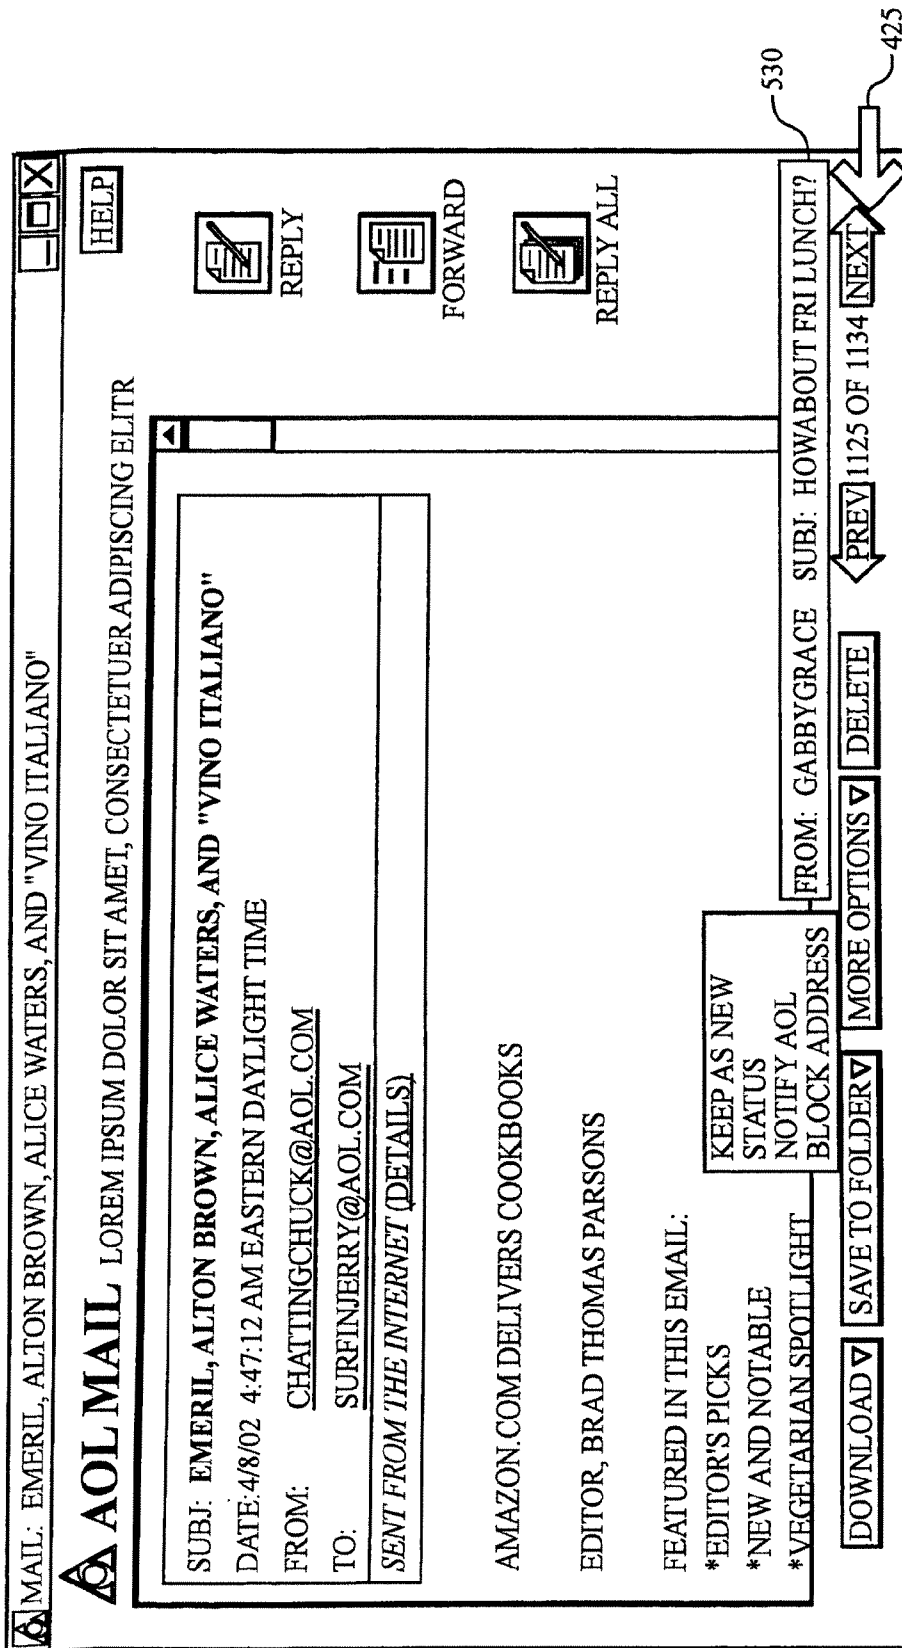 MAIL: EMERIL, ALTON BROWN, ALICE WATERS, AND "VINO ITALIANO"
AOL MAIL LOREM IPSUM DOLOR SIT AMET, CONSECTETUER ADIPISCING ELITR
HELP
SUBJ: EMERIL, ALTON BROWN, ALICE WATERS, AND "VINO ITALIANO"
DATE: 4/8/02 4:47:12 AM EASTERN DAYLIGHT TIME
FROM: CHATTINGCHUCK@AOL.COM
TO: SURFINJERRY@AOL.COM
SENT FROM THE INTERNET (DETAILS)
REPLY
FORWARD
REPLY ALL
AMAZON.COM DELIVERS COOKBOOKS
EDITOR, BRAD THOMAS PARSONS
FEATURED IN THIS EMAIL:
*EDITOR'S PICKS
*NEW AND NOTABLE
*VEGETARIAN SPOTLIGHT
KEEP AS NEW
STATUS
NOTIFY AOL
BLOCK ADDRESS
FROM: GABBYGRACE SUBJ: HOWABOUT FRI LUNCH?
530
DOWNLOAD SAVE TO FOLDER MORE OPTIONS DELETE PREV 1125 OF 1134 NEXT
425